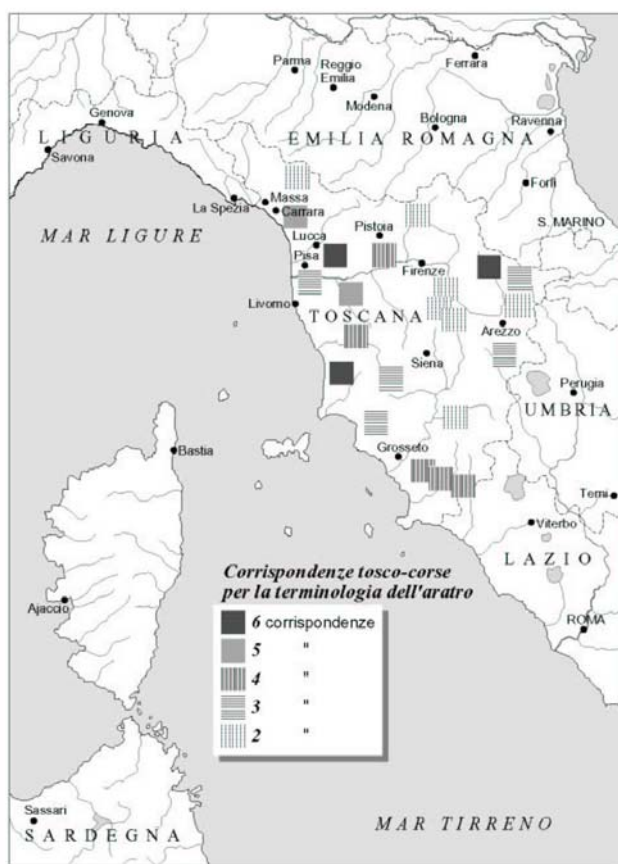 Parma
Reggio
Emilia
Modena
Ferrara
Genova
LIGURIA
Savona
Bologna
EMILIA ROMAGNA
Ravenna
Forlì
La Spezia
Massa
Carrara
S. MARINO
MAR LIGURE
Lucca
Pistoia
Pisa
Firenze
Livorno
TOSCANA
Arezzo
Siena
Perugia
UMBRIA
Grosseto
Bastia
Terni
Viterbo
LAZIO
Ajaccio
ROMA
Corrispondenze tosco-corse
per la terminologia dell'aratro
6 corrispondenze
5 "
4 "
3 "
2 "
Sassari
SARDEGNA
MAR TIRRENO